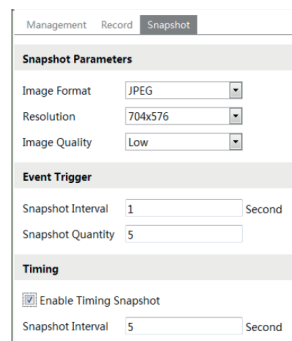 Management Record Snapshot
Snapshot Parameters
Image Format JPEG
Resolution 704x576
Image Quality Low
Event Trigger
Snapshot Interval 1 Second
Snapshot Quantity 5
Timing
Enable Timing Snapshot
Snapshot Interval 5 Second